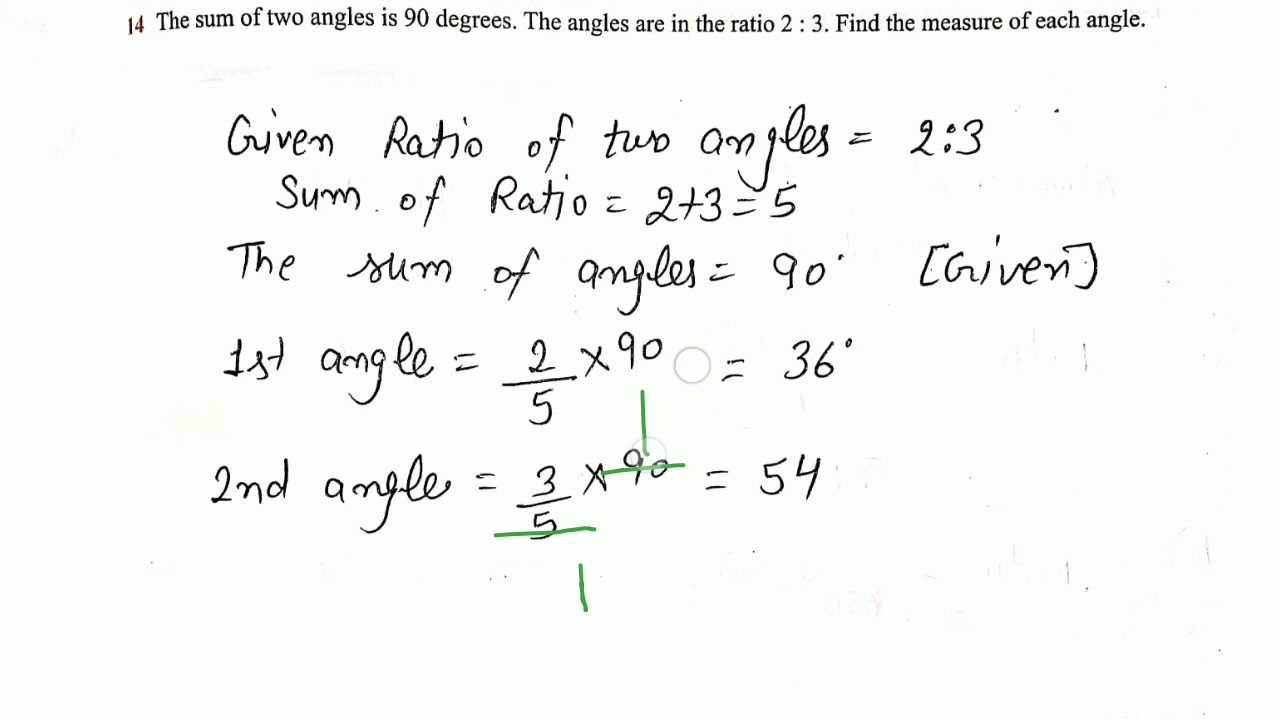 14 The sum of two angles is 90 degrees. The angles are in the ratio 2 : 3. Find the measure of each angle.
Given Ratio of two angles = 2:3
Sum of Ratio = 2+3 = 5
The sum of angles = 90° [Given]
1st angle = 2/5 × 90 = 36°
2nd angle = 3/5 × 90 = 54
1
1